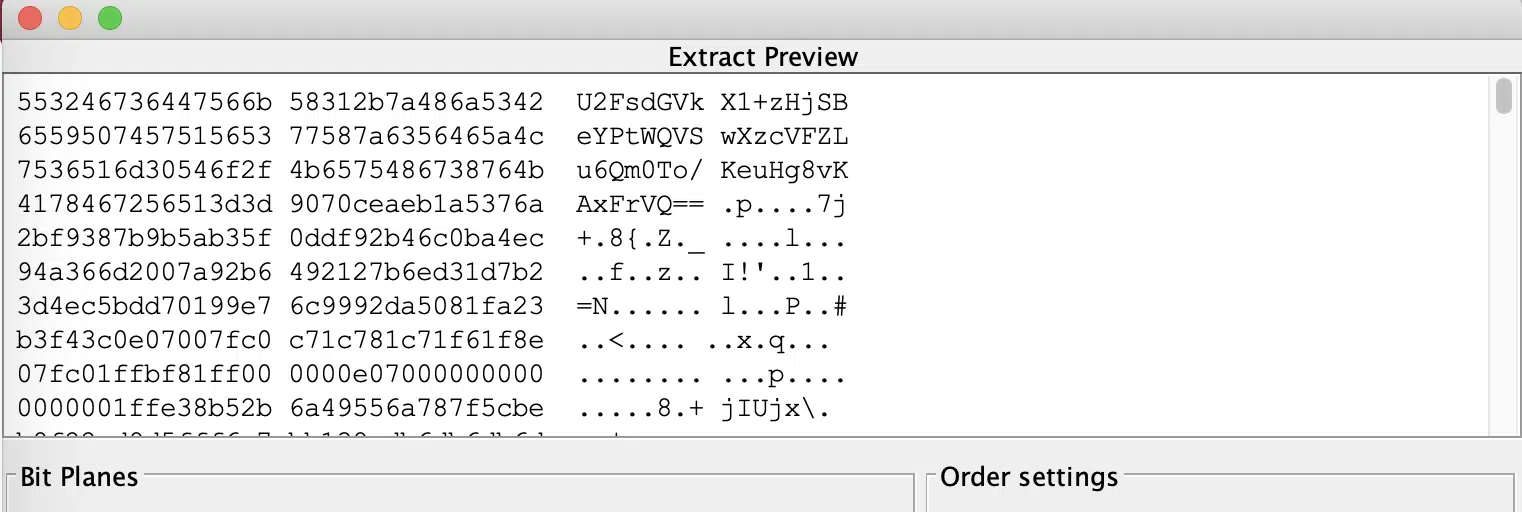 Extract Preview
553246736447566b 58312b7a486a5342 U2FsdGVk X1+zHjSB
6559507457515653 77587a6356465a4c eYPtWQVS wXzcVFZL
7536516d30546f2f 4b6575486738764b u6Qm0To/ KeuHg8vK
4178467256513d3d 9070ceaeb1a5376a AxFrVQ== .p....7j
2bf9387b9b5ab35f 0ddf92b46c0ba4ec +.8{.Z._ ....l...
94a366d2007a92b6 492127b6ed31d7b2 ..f..z.. I!'..1..
3d4ec5bdd70199e7 6c9992da5081fa23 =N...... l...P..#
b3f43c0e07007fc0 c71c781c71f61f8e ..<.... ..x.q...
07fc01ffbf81ff00 0000e07000000000 ........ ...p....
0000001ffe38b52b 6a49556a787f5cbe .....8.+ jIUjx\.
Bit Planes
Order settings